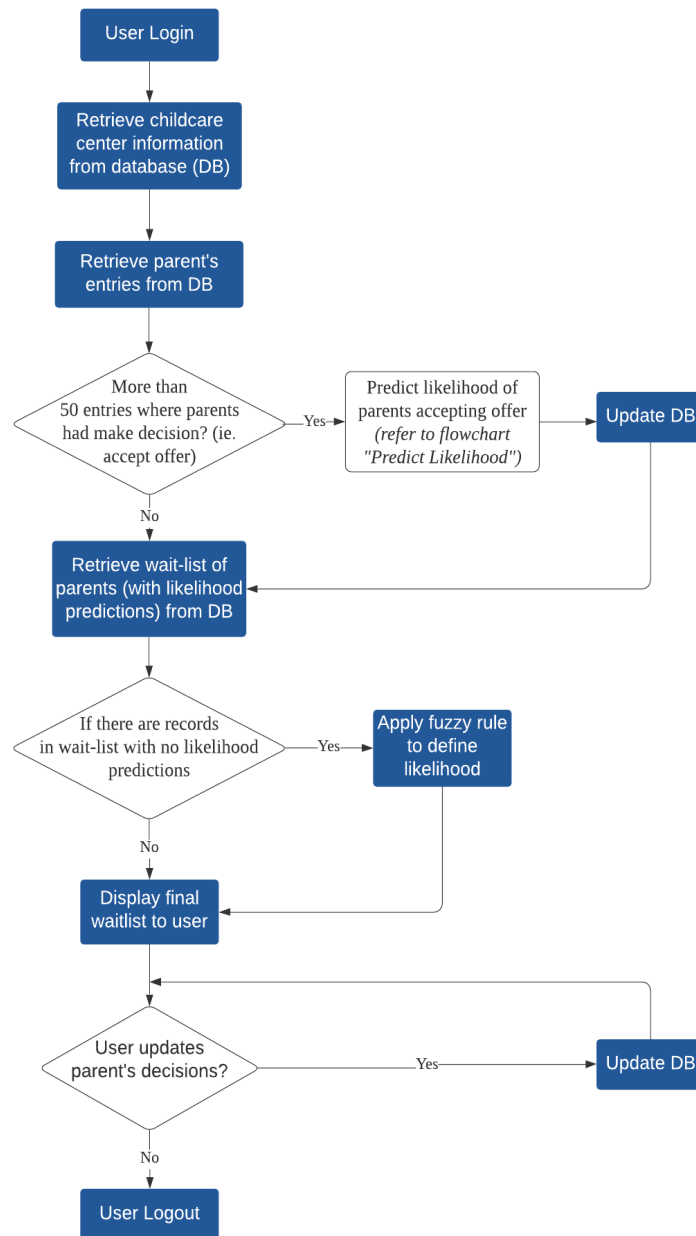 User Login
Retrieve childcare
center information
from database (DB)
Retrieve parent's
entries from DB
More than
50 entries where parents
had make decision? (ie.
accept offer)
Yes
Predict likelihood of
parents accepting offer
(refer to flowchart
"Predict Likelihood")
Update DB
No
Retrieve wait-list of
parents (with likelihood
predictions) from DB
If there are records
in wait-list with no likelihood
predictions
Yes
Apply fuzzy rule
to define
likelihood
No
Display final
waitlist to user
User updates
parent's decisions?
Yes
Update DB
No
User Logout